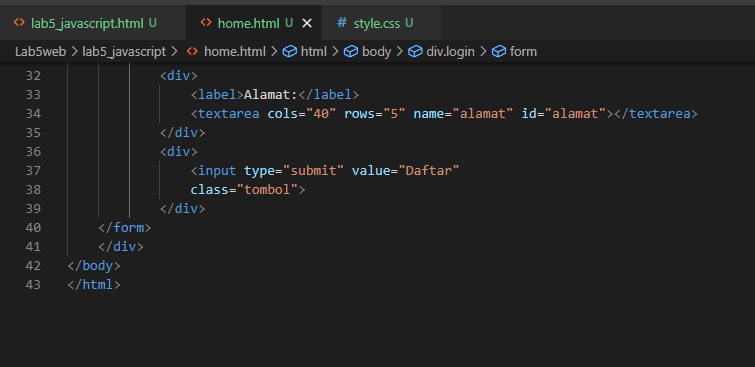 <> lab5_javascript.html U <> home.html U × # style.css U
Lab5web > lab5_javascript > <> home.html > html > body > div.login > form
32 <div>
33 <label>Alamat:</label>
34 <textarea cols="40" rows="5" name="alamat" id="alamat"></textarea>
35 </div>
36 <div>
37 <input type="submit" value="Daftar"
38 class="tombol">
39 </div>
40 </form>
41 </div>
42 </body>
43 </html>